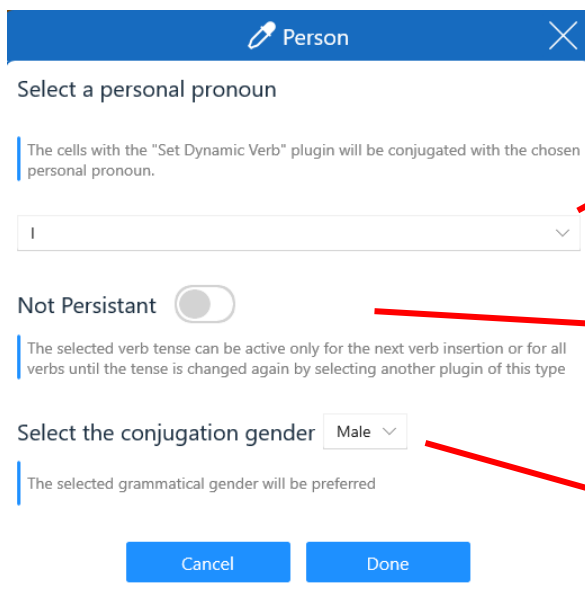 Person
Select a personal pronoun
The cells with the "Set Dynamic Verb" plugin will be conjugated with the chosen
personal pronoun.
I
Not Persistant
The selected verb tense can be active only for the next verb insertion or for all
verbs until the tense is changed again by selecting another plugin of this type
Select the conjugation gender Male
The selected grammatical gender will be preferred
Cancel Done